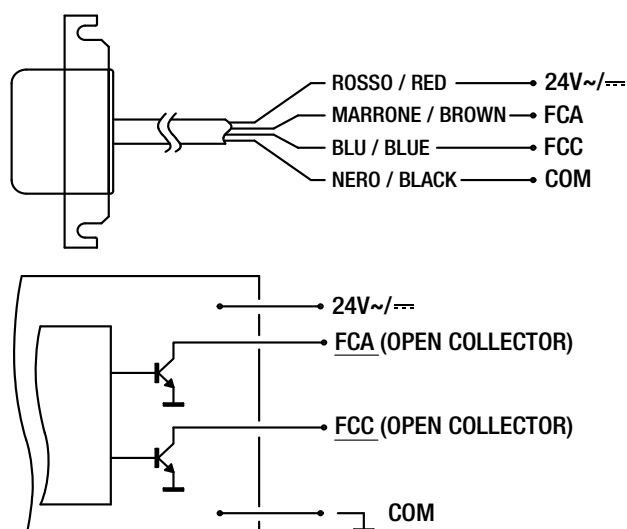 ROSSO / RED 24V~/⎓
MARRONE / BROWN FCA
BLU / BLUE FCC
NERO / BLACK COM
24V~/⎓
FCA (OPEN COLLECTOR)
FCC (OPEN COLLECTOR)
COM